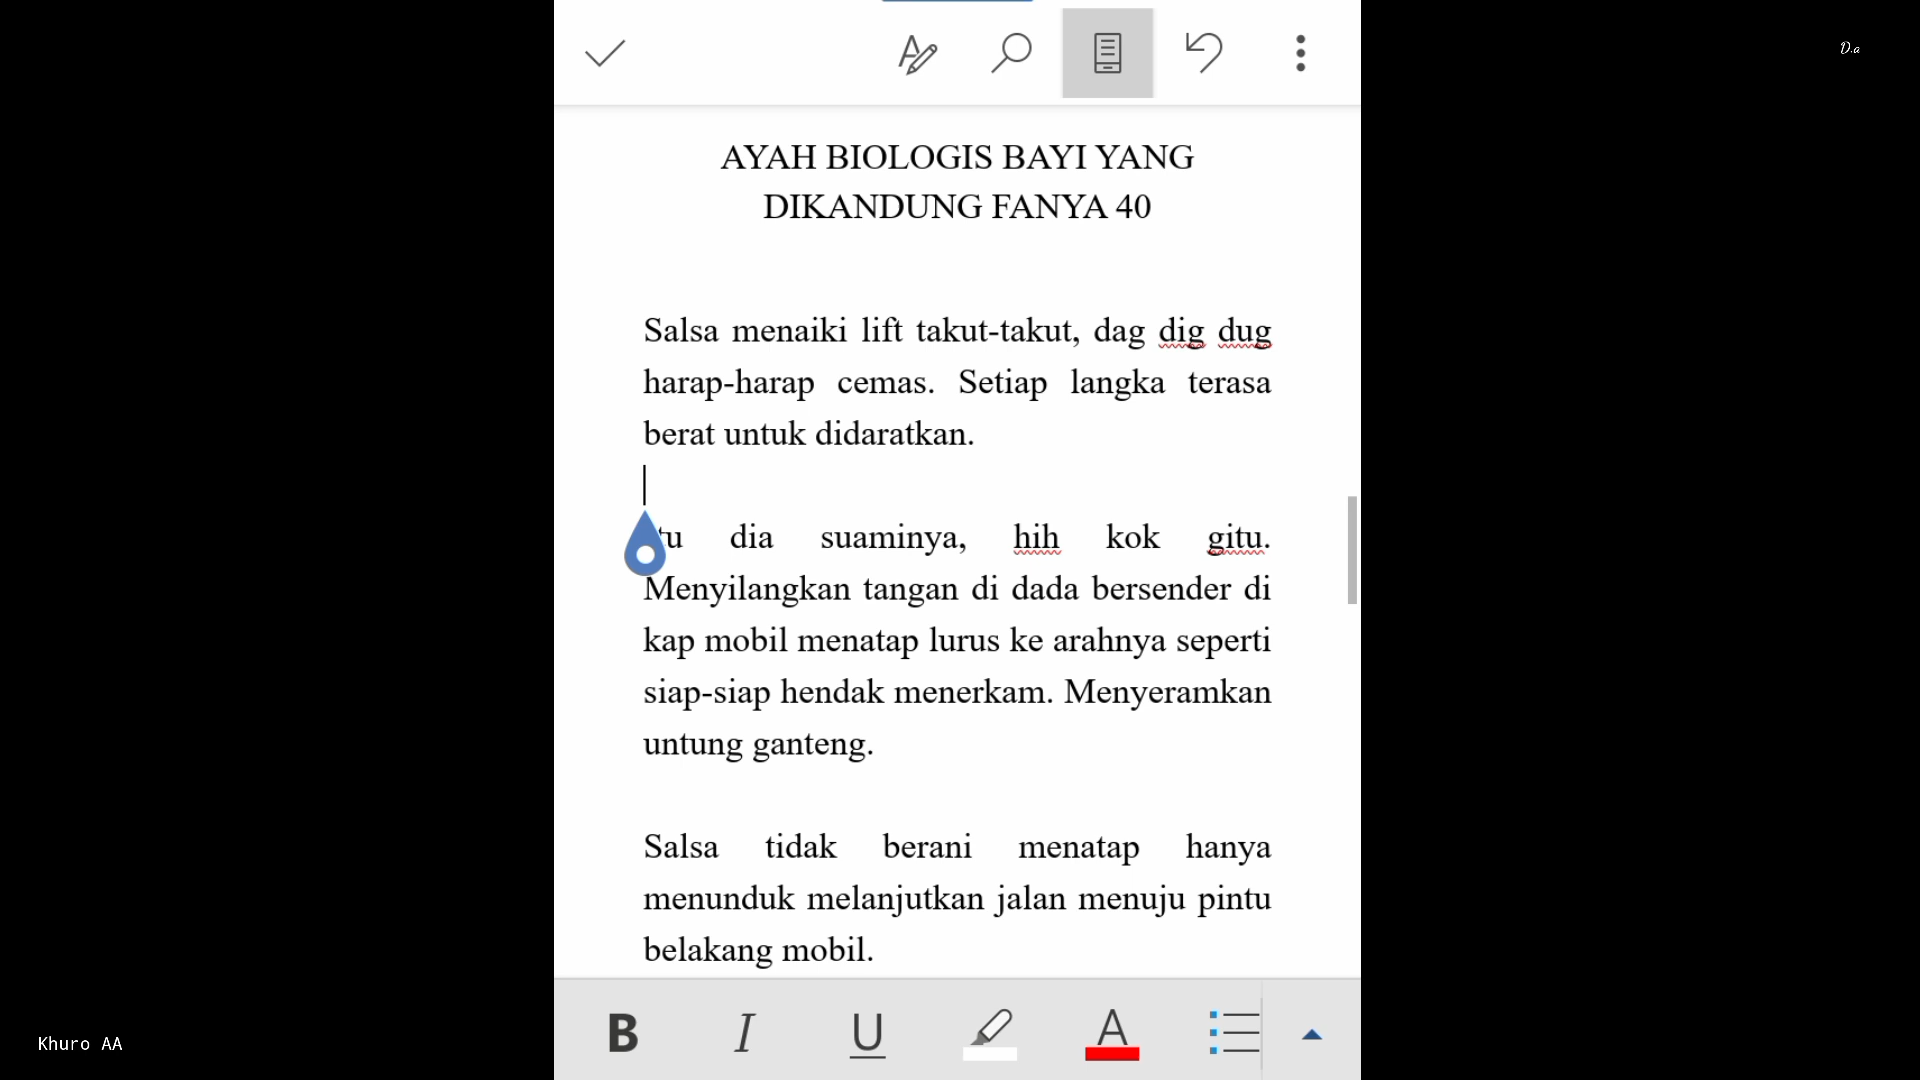 D.a
AYAH BIOLOGIS BAYI YANG
DIKANDUNG FANYA 40
Salsa menaiki lift takut-takut, dag dig dug
harap-harap cemas. Setiap langka terasa
berat untuk didaratkan.
tu dia suaminya, hih kok gitu.
Menyilangkan tangan di dada bersender di
kap mobil menatap lurus ke arahnya seperti
siap-siap hendak menerkam. Menyeramkan
untung ganteng.
Salsa tidak berani menatap hanya
menunduk melanjutkan jalan menuju pintu
belakang mobil.
B I U A
Khuro AA